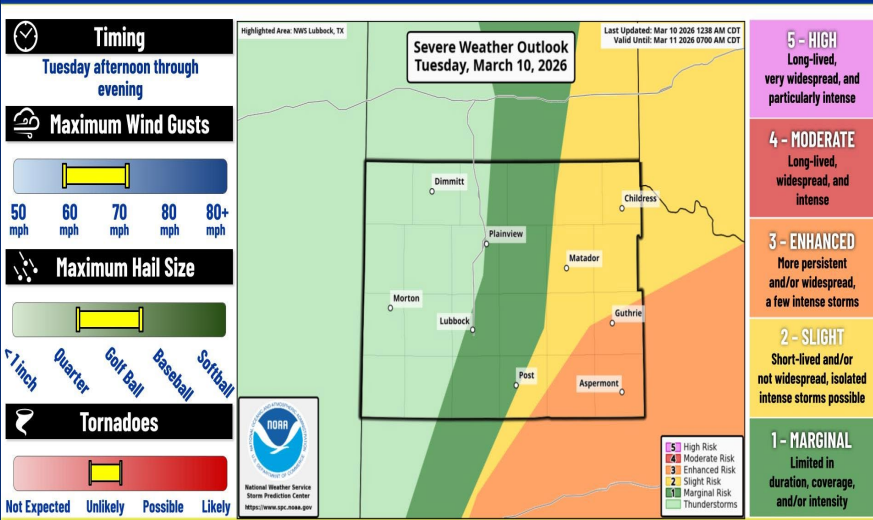 Timing
Tuesday afternoon through
evening
Maximum Wind Gusts
50 60 70 80 80+
mph mph mph mph mph
Maximum Hail Size
< 1 inch Quarter Golf Ball Baseball Softball
Tornadoes
Not Expected Unlikely Possible Likely
Highlighted Area: NWS Lubbock, TX
Last Updated: Mar 10 2026 1238 AM CDT
Valid Until: Mar 11 2026 0700 AM CDT
Severe Weather Outlook
Tuesday, March 10, 2026
Dimmitt
Childress
Plainview
Matador
Morton
Lubbock
Guthrie
Post
Aspermont
NOAA
National Weather Service
Storm Prediction Center
https://www.spc.noaa.gov
5 High Risk
4 Moderate Risk
3 Enhanced Risk
2 Slight Risk
1 Marginal Risk
Thunderstorms
5 - HIGH
Long-lived,
very widespread, and
particularly intense
4 - MODERATE
Long-lived,
widespread, and
intense
3 - ENHANCED
More persistent
and/or widespread,
a few intense storms
2 - SLIGHT
Short-lived and/or
not widespread, isolated
intense storms possible
1 - MARGINAL
Limited in
duration, coverage,
and/or intensity